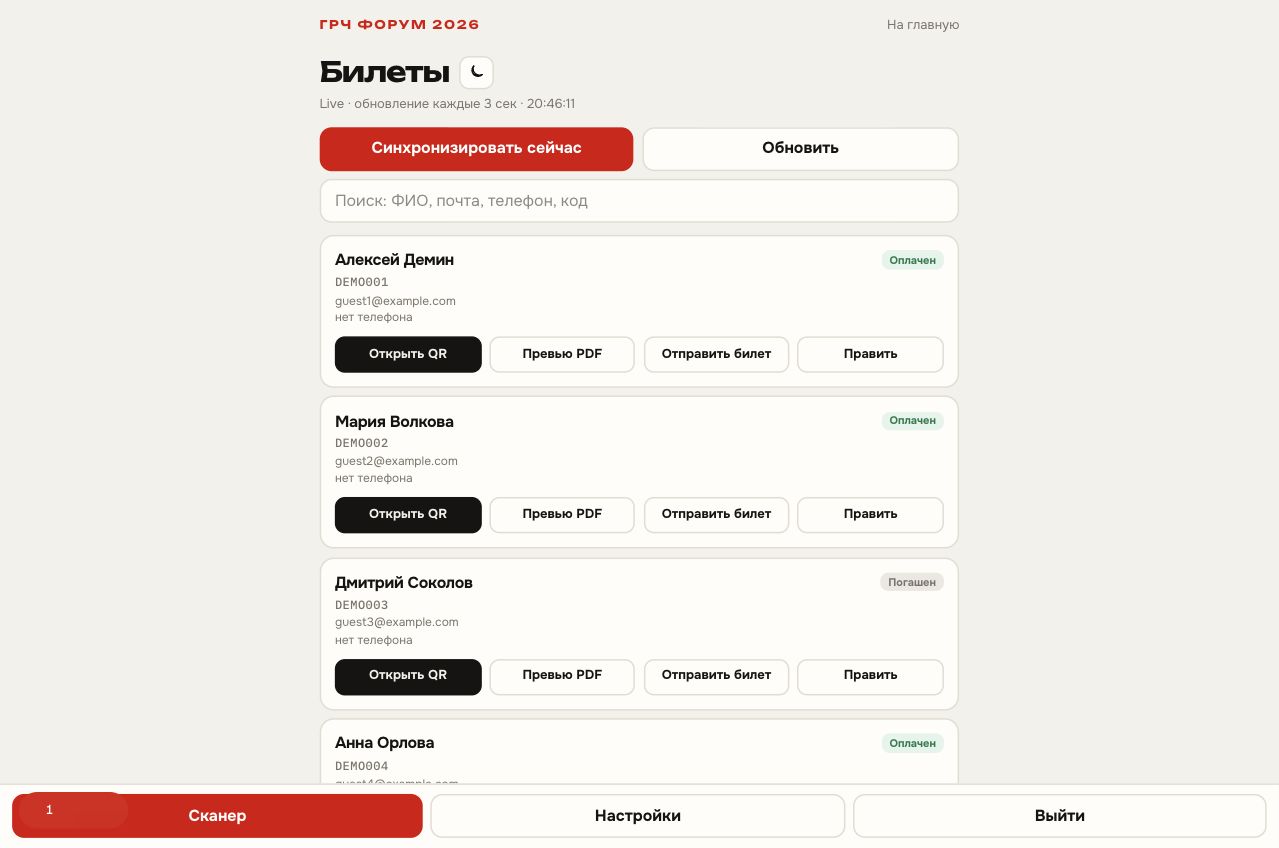 ГРЧ ФОРУМ 2026
На главную
Билеты
Live · обновление каждые 3 сек · 20:46:11
Синхронизировать сейчас
Обновить
Поиск: ФИО, почта, телефон, код
Алексей Демин
Оплачен
DEMO001
guest1@example.com
нет телефона
Открыть QR
Превью PDF
Отправить билет
Править
Мария Волкова
Оплачен
DEMO002
guest2@example.com
нет телефона
Открыть QR
Превью PDF
Отправить билет
Править
Дмитрий Соколов
Погашен
DEMO003
guest3@example.com
нет телефона
Открыть QR
Превью PDF
Отправить билет
Править
Анна Орлова
Оплачен
DEMO004
guest4@example.com
1
Сканер
Настройки
Выйти